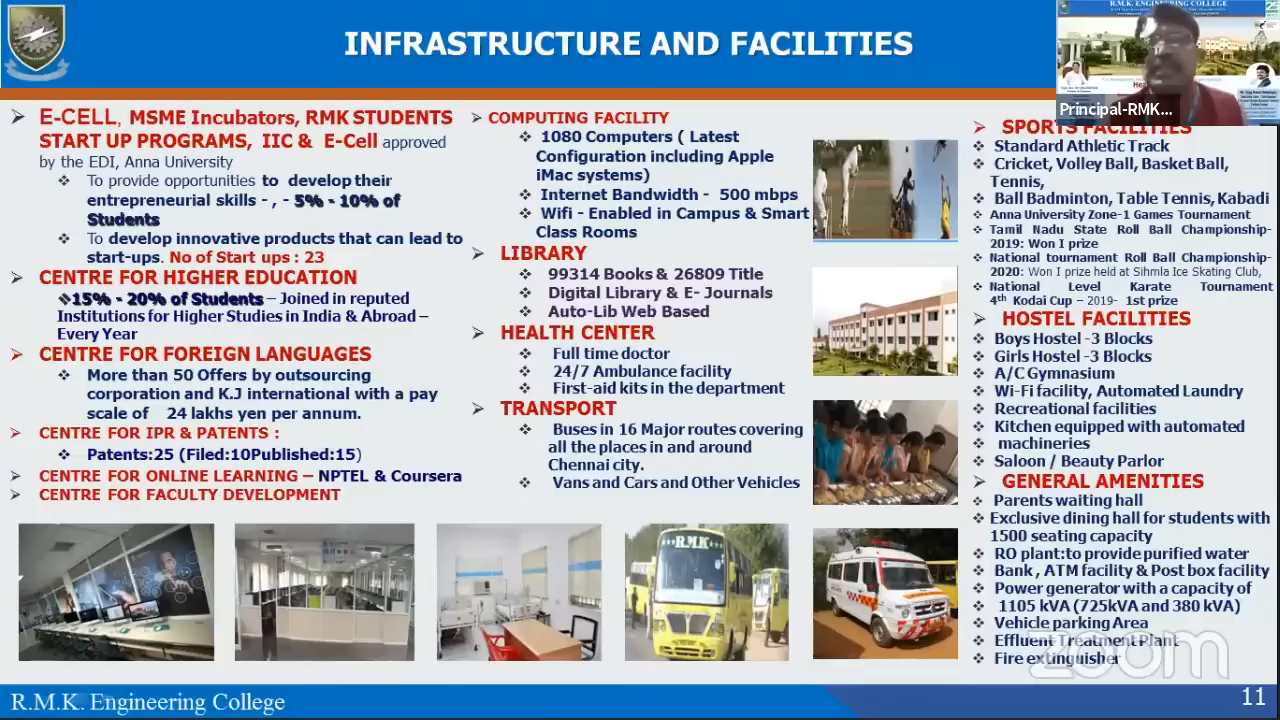 INFRASTRUCTURE AND FACILITIES
R.M.K. ENGINEERING COLLEGE
Principal-RMK...
E-CELL, MSME Incubators, RMK STUDENTS
START UP PROGRAMS, IIC & E-Cell approved
by the EDI, Anna University
To provide opportunities to develop their
entrepreneurial skills - , - 5% - 10% of
Students
To develop innovative products that can lead to
start-ups. No of Start ups : 23
CENTRE FOR HIGHER EDUCATION
15% - 20% of Students – Joined in reputed
Institutions for Higher Studies in India & Abroad –
Every Year
CENTRE FOR FOREIGN LANGUAGES
More than 50 Offers by outsourcing
corporation and K.J international with a pay
scale of 24 lakhs yen per annum.
CENTRE FOR IPR & PATENTS :
Patents:25 (Filed:10Published:15)
CENTRE FOR ONLINE LEARNING – NPTEL & Coursera
CENTRE FOR FACULTY DEVELOPMENT
COMPUTING FACILITY
1080 Computers ( Latest
Configuration including Apple
iMac systems)
Internet Bandwidth - 500 mbps
Wifi - Enabled in Campus & Smart
Class Rooms
LIBRARY
99314 Books & 26809 Title
Digital Library & E- Journals
Auto-Lib Web Based
HEALTH CENTER
Full time doctor
24/7 Ambulance facility
First-aid kits in the department
TRANSPORT
Buses in 16 Major routes covering
all the places in and around
Chennai city.
Vans and Cars and Other Vehicles
SPORTS FACILITIES
Standard Athletic Track
Cricket, Volley Ball, Basket Ball,
Tennis,
Ball Badminton, Table Tennis, Kabadi
Anna University Zone-1 Games Tournament
Tamil Nadu State Roll Ball Championship-
2019: Won I prize
National tournament Roll Ball Championship-
2020: Won I prize held at Sihmla Ice Skating Club,
National Level Karate Tournament
4th Kodai Cup – 2019- 1st prize
HOSTEL FACILITIES
Boys Hostel -3 Blocks
Girls Hostel -3 Blocks
A/C Gymnasium
Wi-Fi facility, Automated Laundry
Recreational facilities
Kitchen equipped with automated
machineries
Saloon / Beauty Parlor
GENERAL AMENITIES
Parents waiting hall
Exclusive dining hall for students with
1500 seating capacity
RO plant:to provide purified water
Bank , ATM facility & Post box facility
Power generator with a capacity of
1105 kVA (725kVA and 380 kVA)
Vehicle parking Area
Effluent Treatment Plant
Fire extinguisher
R.M.K
zoom
R.M.K. Engineering College
11